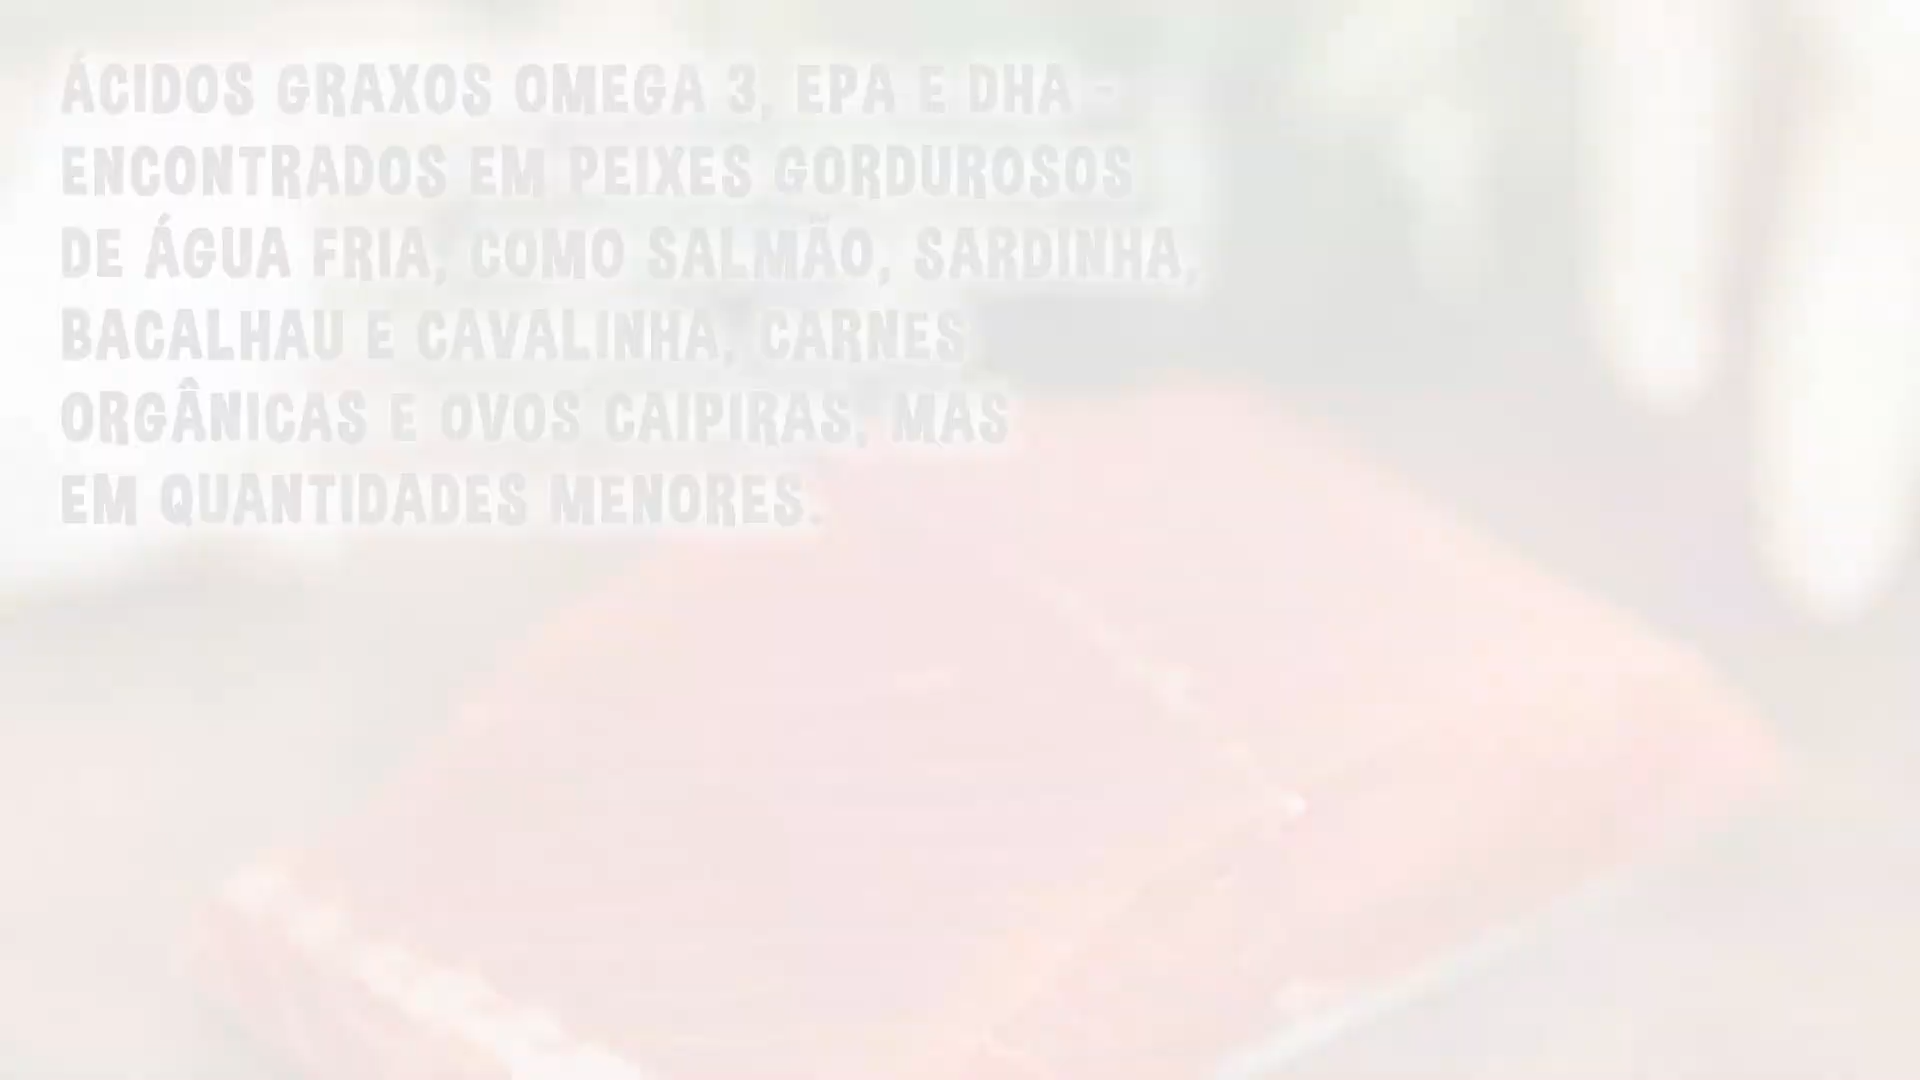 ÁCIDOS GRAXOS OMEGA 3, EPA E DHA -
ENCONTRADOS EM PEIXES GORDUROSOS
DE ÁGUA FRIA, COMO SALMÃO, SARDINHA,
BACALHAU E CAVALINHA, CARNES
ORGÂNICAS E OVOS CAIPIRAS, MAS
EM QUANTIDADES MENORES.